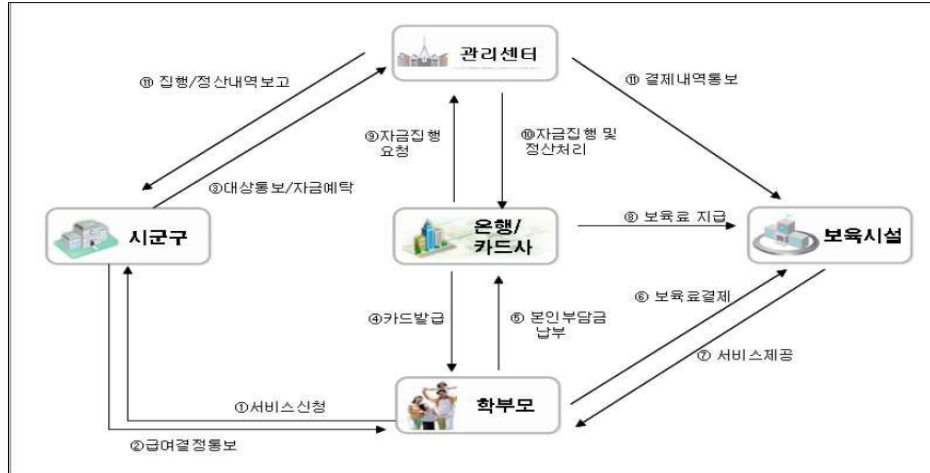 관리센터
⑪ 집행/정산내역보고
⑪ 결제내역통보
⑨자금집행
요청
⑩자금집행 및
정산처리
③대상통보/자금예탁
시군구
은행/
카드사
⑧ 보육료 지급
보육시설
⑥ 보육료결제
④카드발급
⑤ 본인부담금
납부
⑦ 서비스제공
①서비스신청
학부모
②급여결정통보